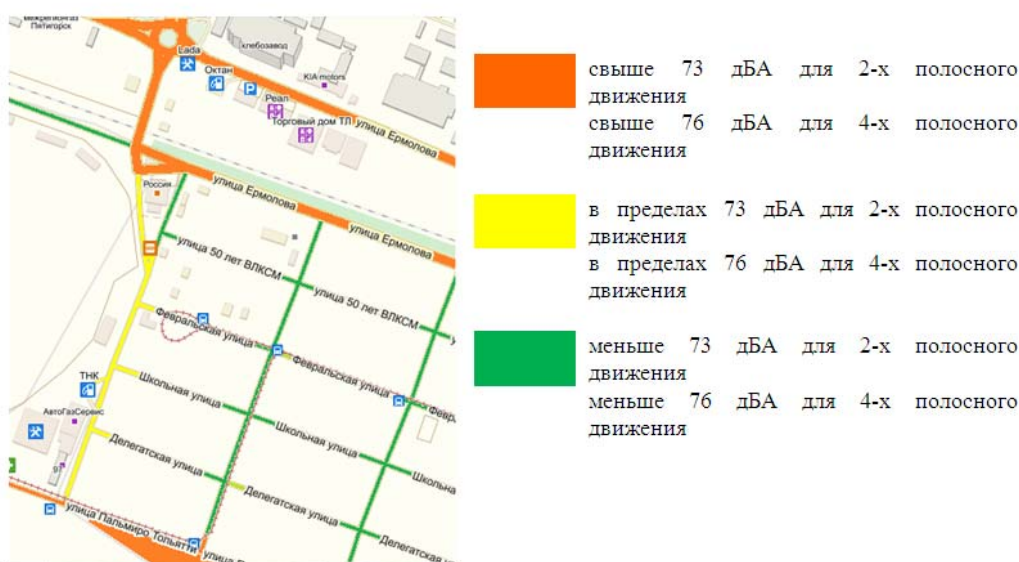 межрегионгаз
Пятигорск
хлебозавод
Lada
Октан
KIA motors
P
Реал
Торговый дом ТЛ
улица Ермолова
Россия
улица Ермолова
улица Ермолова
улица 50 лет ВЛКСМ
улица 50 лет ВЛКСМ
Февральская улица
Февральская улица
Февра
ТНК
Школьная улица
АвтоГазСервис
Школьная улица
Школьна
Делегатская улица
97
Делегатская улица
Делегатская
улица Пальмиро Тольятти
улица П
свыше 73 дБА для 2-х полосного
движения
свыше 76 дБА для 4-х полосного
движения
в пределах 73 дБА для 2-х полосного
движения
в пределах 76 дБА для 4-х полосного
движения
меньше 73 дБА для 2-х полосного
движения
меньше 76 дБА для 4-х полосного
движения